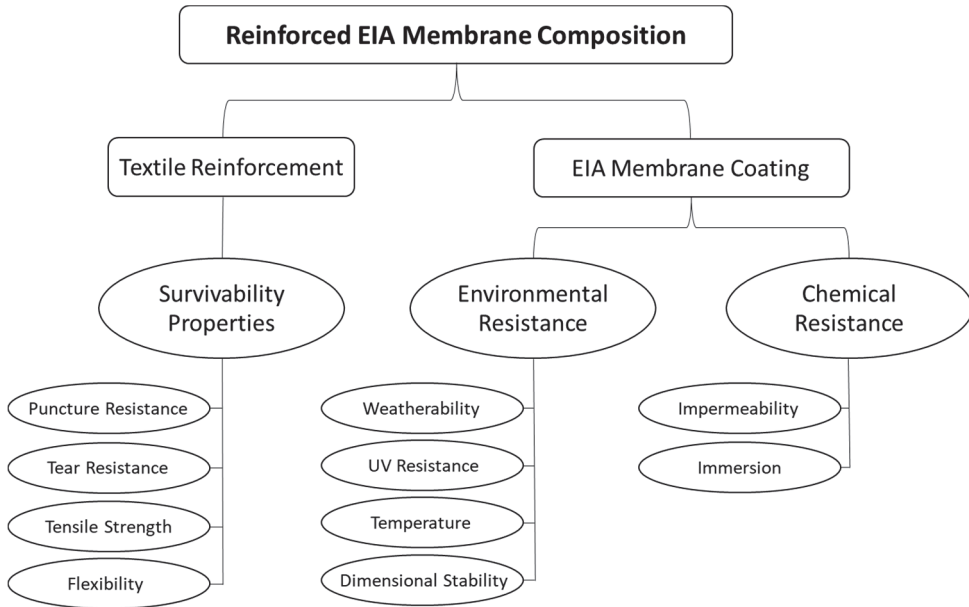 Reinforced EIA Membrane Composition
Textile Reinforcement
EIA Membrane Coating
Survivability
Properties
Environmental
Resistance
Chemical
Resistance
Puncture Resistance
Tear Resistance
Tensile Strength
Flexibility
Weatherability
UV Resistance
Temperature
Dimensional Stability
Impermeability
Immersion